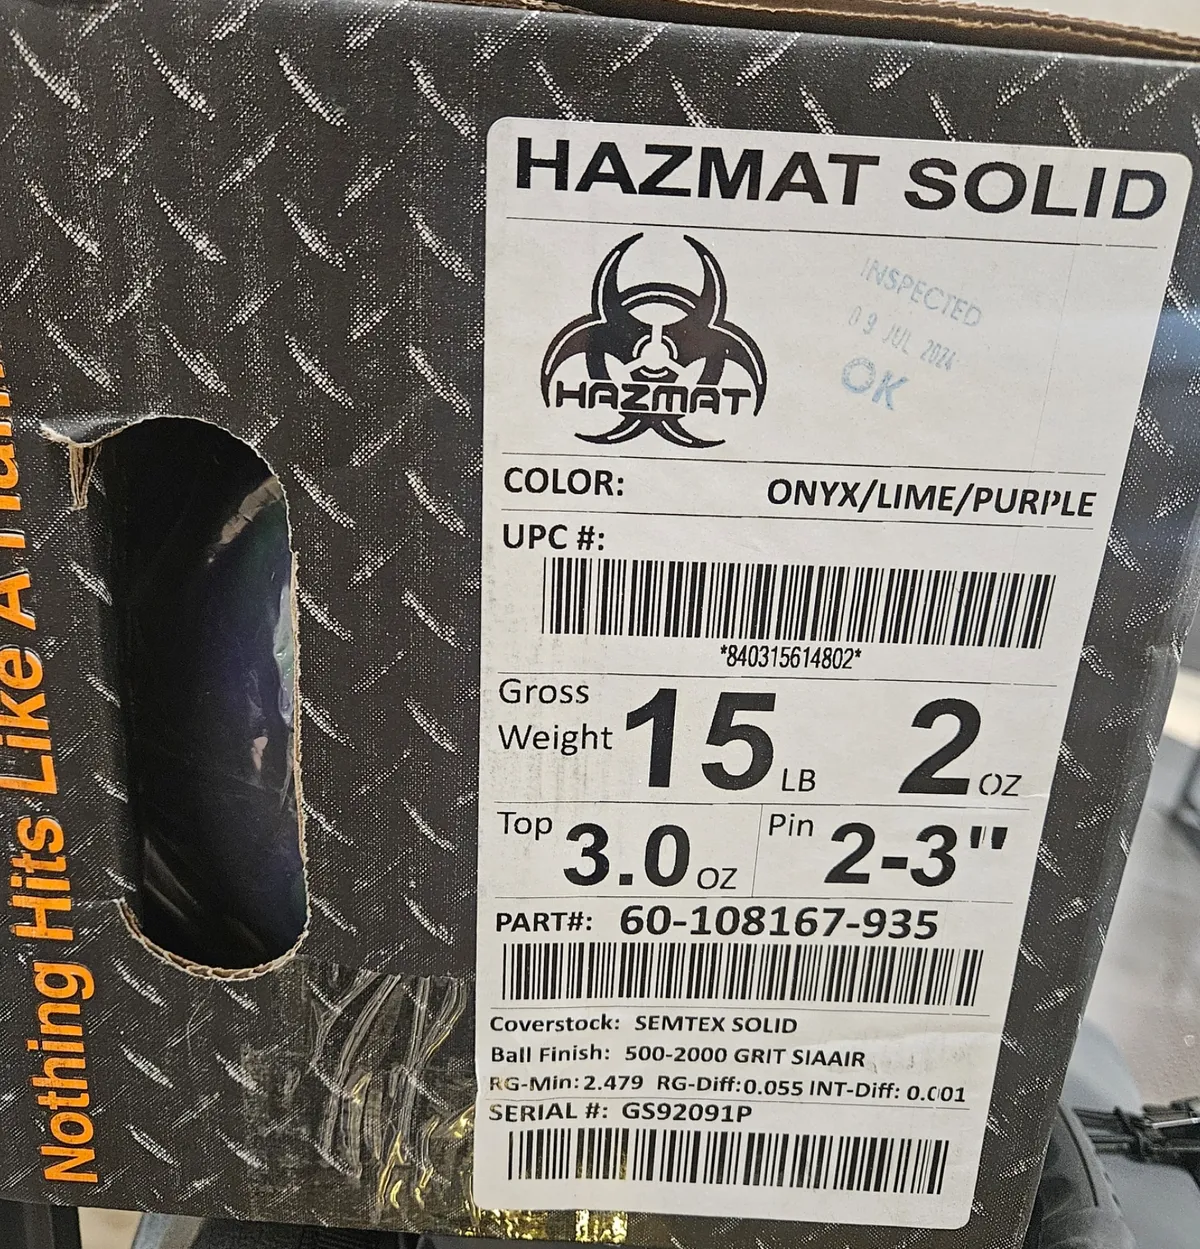 Nothing Hits Like A
HAZMAT SOLID
INSPECTED
09 JUL 2024
OK
HAZMAT
COLOR: ONYX/LIME/PURPLE
UPC #:
*840315614802*
Gross Weight 15 LB 2 OZ
Top 3.0 OZ Pin 2-3"
PART#: 60-108167-935
Coverstock: SEMTEX SOLID
Ball Finish: 500-2000 GRIT SIAAIR
RG-Min: 2.479 RG-Diff:0.055 INT-Diff: 0.001
SERIAL #: GS92091P